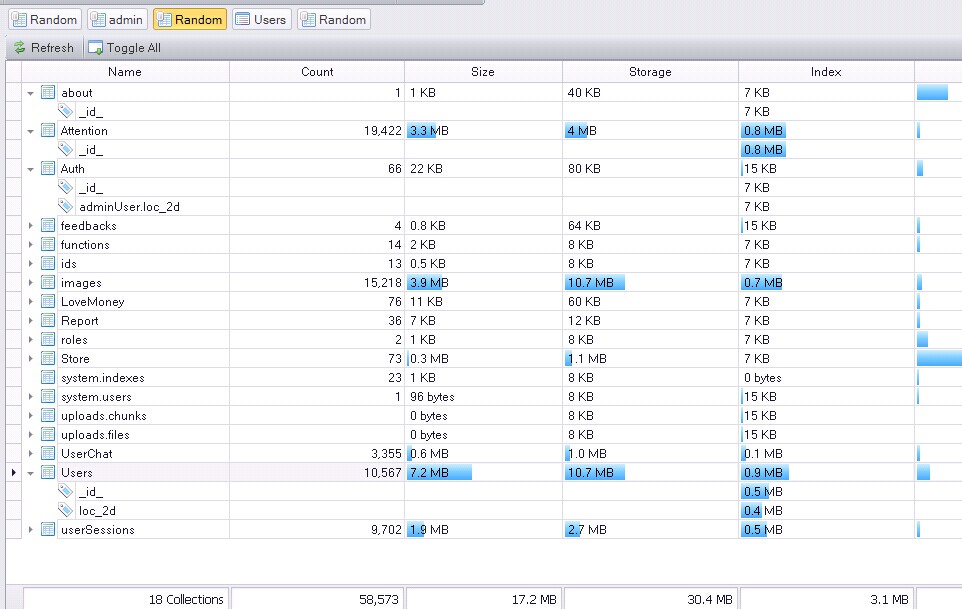 Random admin Random Users Random
Refresh Toggle All
Name Count Size Storage Index
about 1 1 KB 40 KB 7 KB
_id_ 7 KB
Attention 19,422 3.3 MB 4 MB 0.8 MB
_id_ 0.8 MB
Auth 66 22 KB 80 KB 15 KB
_id_ 7 KB
adminUser.loc_2d 7 KB
feedbacks 4 0.8 KB 64 KB 15 KB
functions 14 2 KB 8 KB 7 KB
ids 13 0.5 KB 8 KB 7 KB
images 15,218 3.9 MB 10.7 MB 0.7 MB
LoveMoney 76 11 KB 60 KB 7 KB
Report 36 7 KB 12 KB 7 KB
roles 2 1 KB 8 KB 7 KB
Store 73 0.3 MB 1.1 MB 7 KB
system.indexes 23 1 KB 8 KB 0 bytes
system.users 1 96 bytes 8 KB 15 KB
uploads.chunks 0 bytes 8 KB 15 KB
uploads.files 0 bytes 8 KB 15 KB
UserChat 3,355 0.6 MB 1.0 MB 0.1 MB
Users 10,567 7.2 MB 10.7 MB 0.9 MB
_id_ 0.5 MB
loc_2d 0.4 MB
userSessions 9,702 1.9 MB 2.7 MB 0.5 MB
18 Collections 58,573 17.2 MB 30.4 MB 3.1 MB